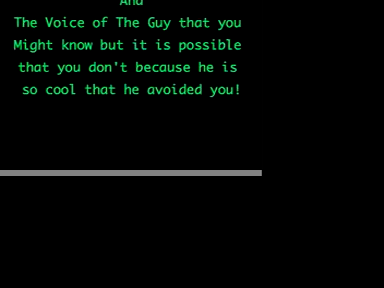 And
The Voice of The Guy that you
Might know but it is possible
that you don't because he is
so cool that he avoided you!